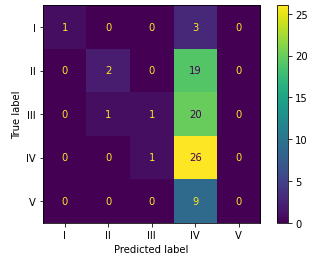 I 1 0 0 3 0
II 0 2 0 19 0
III 0 1 1 20 0
IV 0 0 1 26 0
V 0 0 0 9 0
I II III IV V
Predicted label
True label
25
20
15
10
5
0